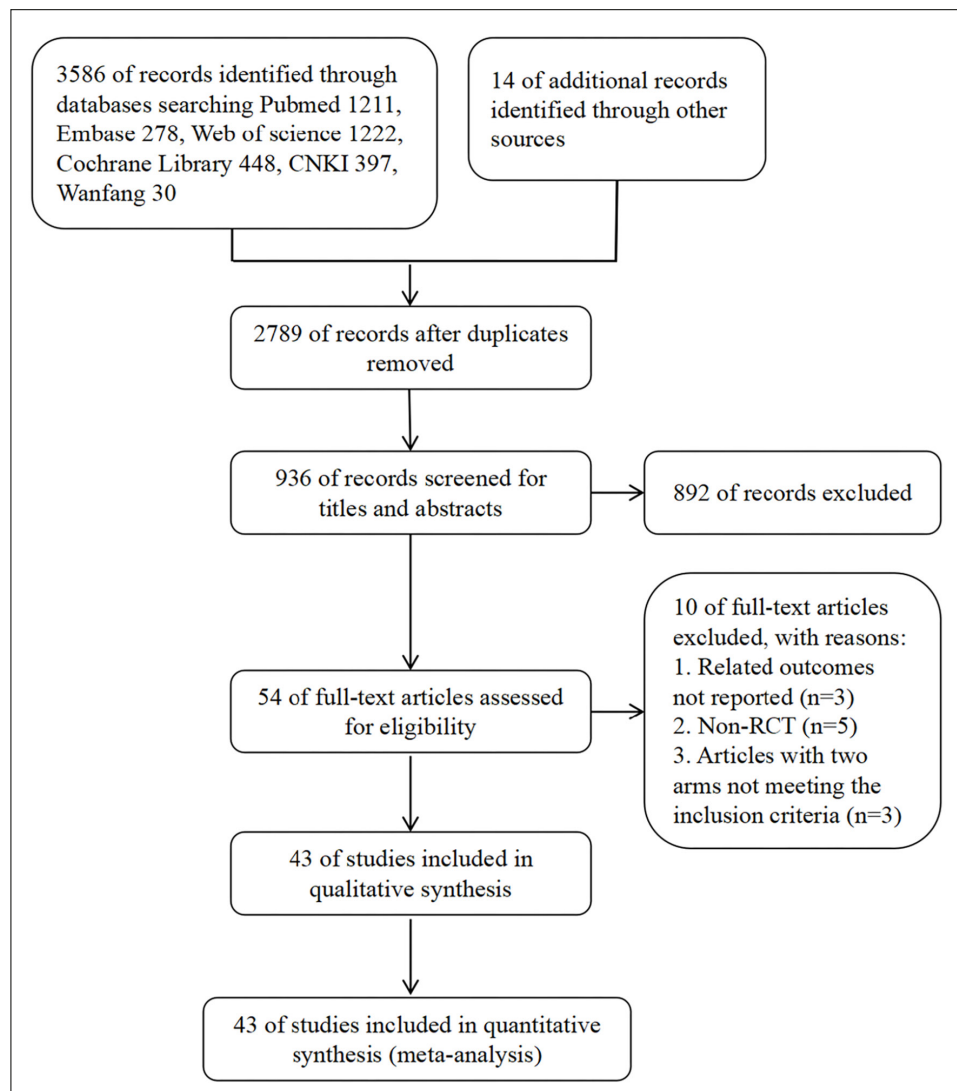 3586 of records identified through
databases searching Pubmed 1211,
Embase 278, Web of science 1222,
Cochrane Library 448, CNKI 397,
Wanfang 30
14 of additional records
identified through other
sources
2789 of records after duplicates
removed
936 of records screened for
titles and abstracts
892 of records excluded
54 of full-text articles assessed
for eligibility
10 of full-text articles
excluded, with reasons:
1. Related outcomes
not reported (n=3)
2. Non-RCT (n=5)
3. Articles with two
arms not meeting the
inclusion criteria (n=3)
43 of studies included in
qualitative synthesis
43 of studies included in quantitative
synthesis (meta-analysis)